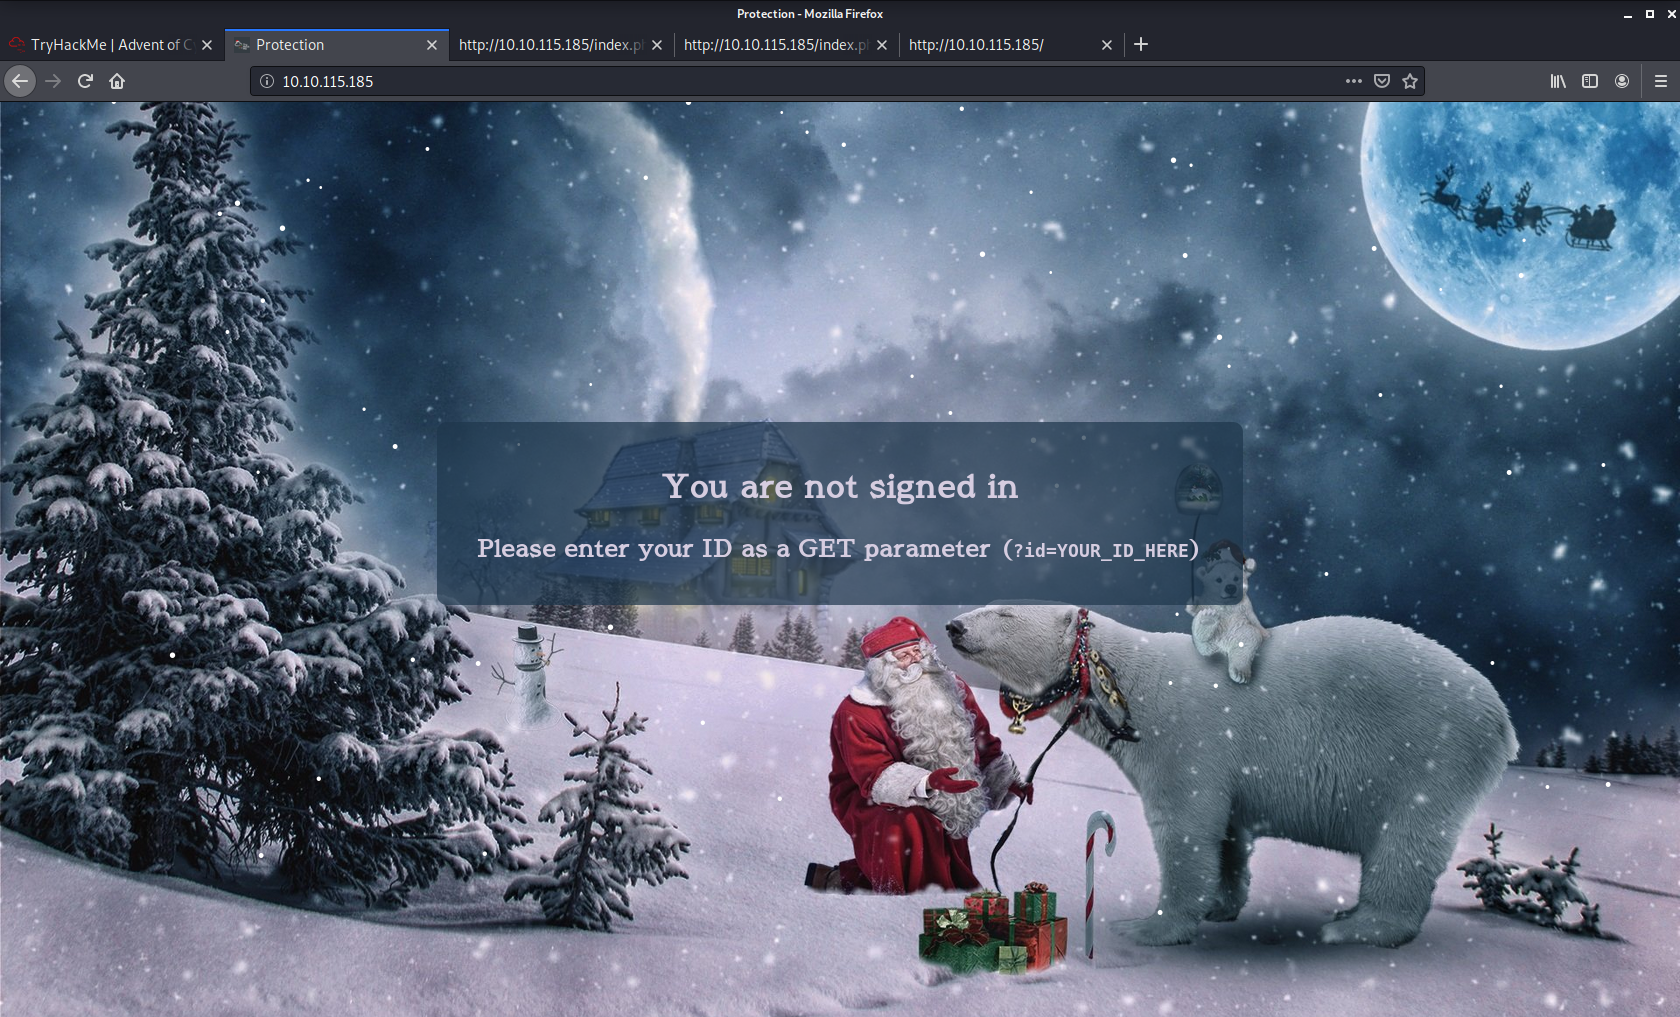 Protection - Mozilla Firefox
TryHackMe | Advent of C
Protection
http://10.10.115.185/index.p
http://10.10.115.185/index.p
http://10.10.115.185/
10.10.115.185
You are not signed in
Please enter your ID as a GET parameter (?id=YOUR_ID_HERE)